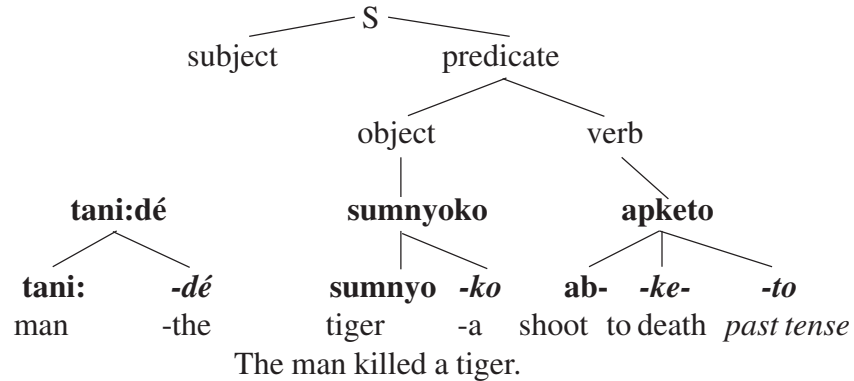 S
subject predicate
object verb
tani:dé sumnyoko apketo
tani: -dé sumnyo -ko ab- -ke- -to
man -the tiger -a shoot to death past tense
The man killed a tiger.